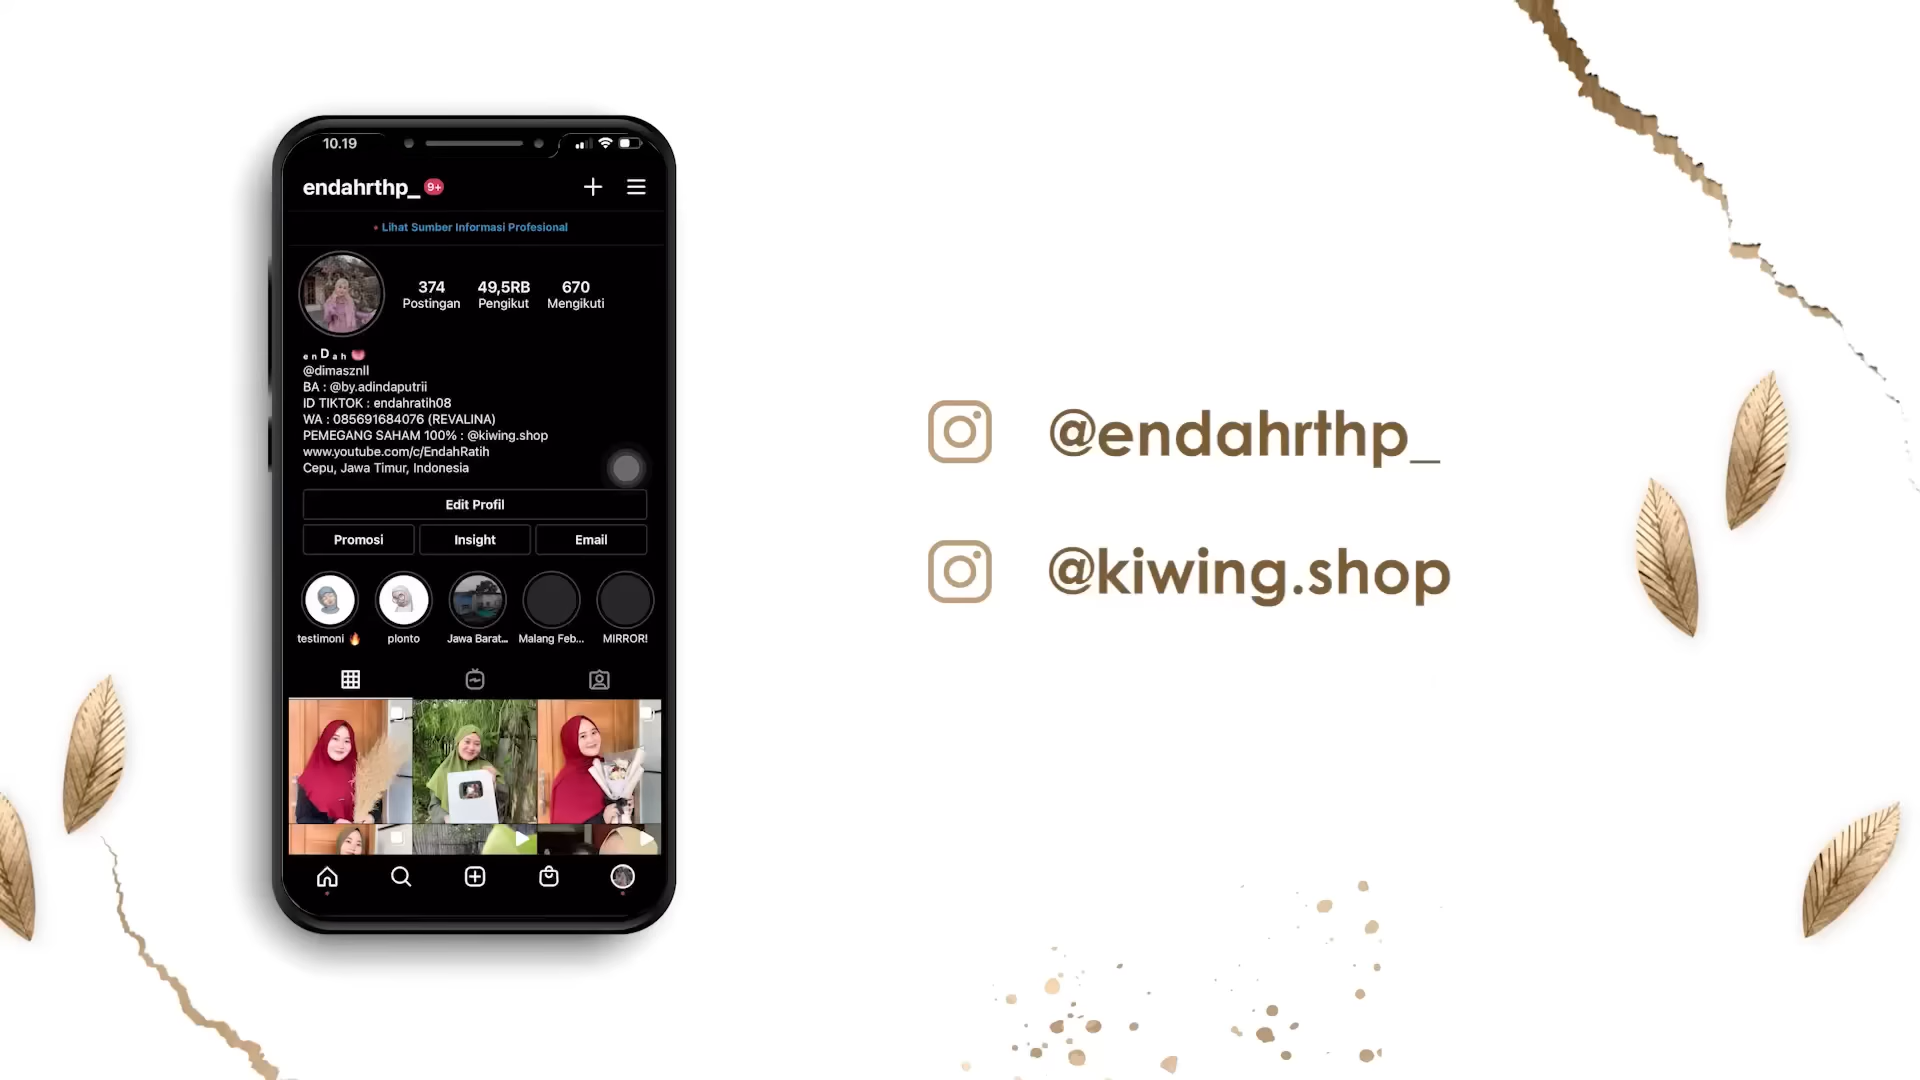 10.19
endahrthp_ 9+
Lihat Sumber Informasi Profesional
374 49,5RB 670
Postingan Pengikut Mengikuti
enDah
@dimasznll
BA : @by.adindaputrii
ID TIKTOK : endahratih08
WA : 085691684076 (REVALINA)
PEMEGANG SAHAM 100% : @kiwing.shop
www.youtube.com/c/EndahRatih
Cepu, Jawa Timur, Indonesia
Edit Profil
Promosi Insight Email
testimoni 🔥 plonto Jawa Barat... Malang Feb... MIRROR!
@endahrthp_
@kiwing.shop